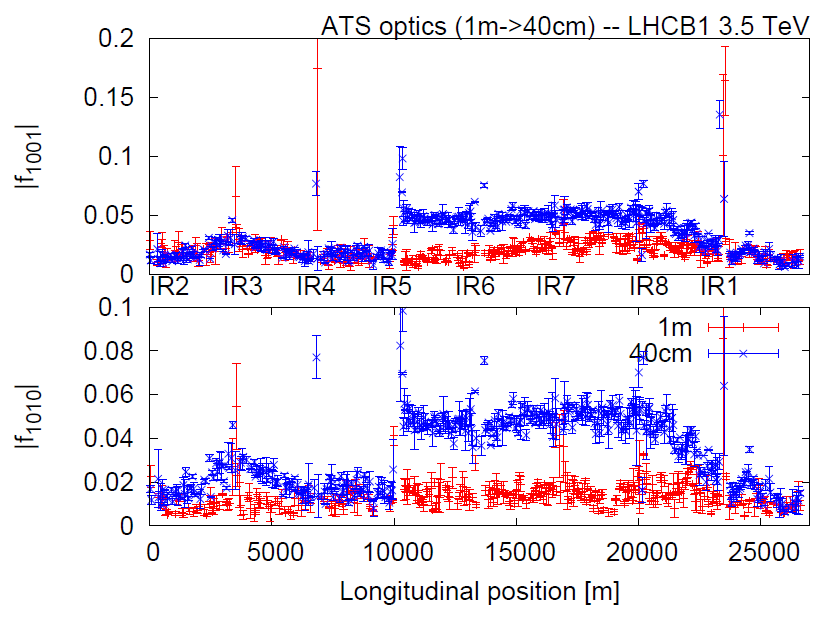 ATS optics (1m->40cm) -- LHCB1 3.5 TeV
0.2
0.15
0.1
0.05
0
|f1001|
IR2 IR3 IR4 IR5 IR6 IR7 IR8 IR1
0.1
0.08
0.06
0.04
0.02
0
|f1010|
1m
40cm
0 5000 10000 15000 20000 25000
Longitudinal position [m]